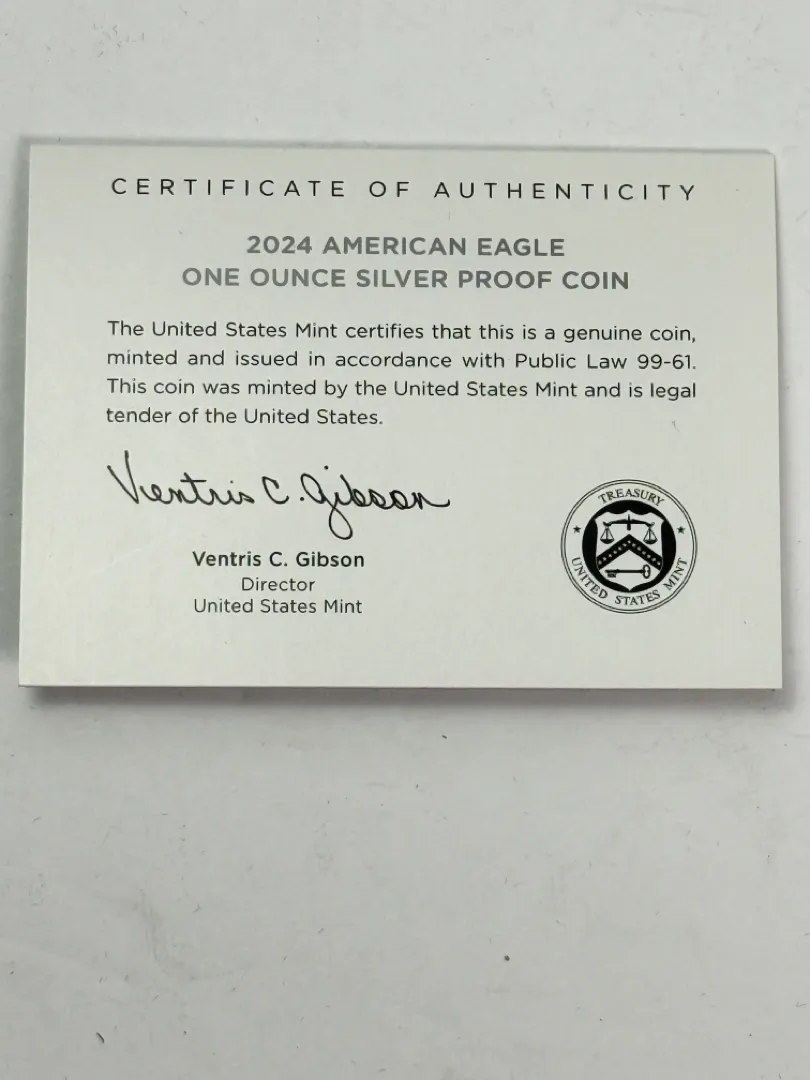 CERTIFICATE OF AUTHENTICITY
2024 AMERICAN EAGLE
ONE OUNCE SILVER PROOF COIN
The United States Mint certifies that this is a genuine coin,
minted and issued in accordance with Public Law 99-61.
This coin was minted by the United States Mint and is legal
tender of the United States.
Ventris C. Gibson
Ventris C. Gibson
Director
United States Mint
TREASURY
UNITED STATES MINT